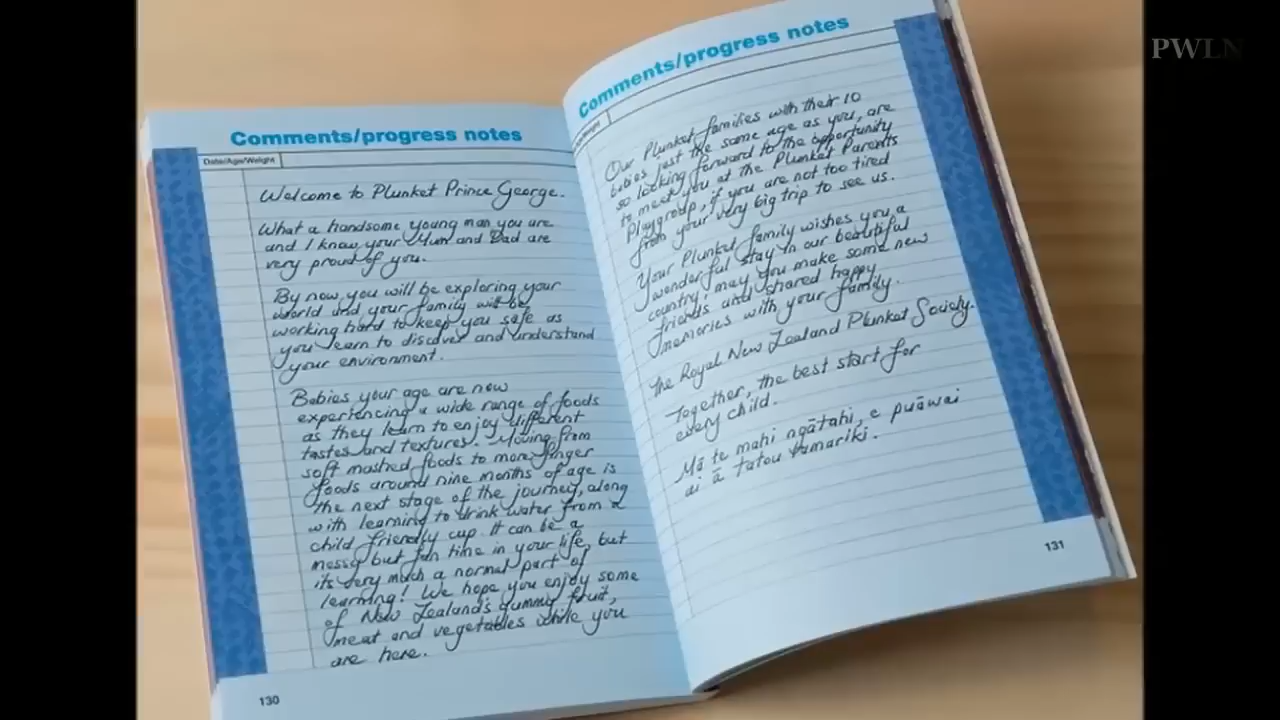 PWLN
Comments/progress notes
Date/Age/Weight
Welcome to Plunket Prince George.
What a handsome young man you are
and I know your Mum and Dad are
very proud of you.
By now you will be exploring your
world and your family will be
working hard to keep you safe as
you learn to discover and understand
your environment.
Babies your age are now
experiencing a wide range of foods
as they learn to enjoy different
tastes and textures. Moving from
soft mashed foods to more finger
foods around nine months of age is
the next stage of the journey, along
with learning to drink water from a
child friendly cup. It can be a
messy but fun time in your life, but
its very much a normal part of
learning! We hope you enjoy some
of New Zealand's yummy fruit,
meat and vegetables while you
are here.
130
Comments/progress notes
Our Plunket families with their 10
babies just the same age as you, are
so looking forward to the opportunity
to meet you at the Plunket Parents
Playgroup, if you are not too tired
from your very big trip to see us.
Your Plunket family wishes you a
wonderful stay in our beautiful
country, may you make some new
friends and shared happy
memories with your family.
The Royal New Zealand Plunket Society.
Together, the best start for
every child.
Mā te mahi ngātahi, e puāwai
ai ā tatou tamariki.
131